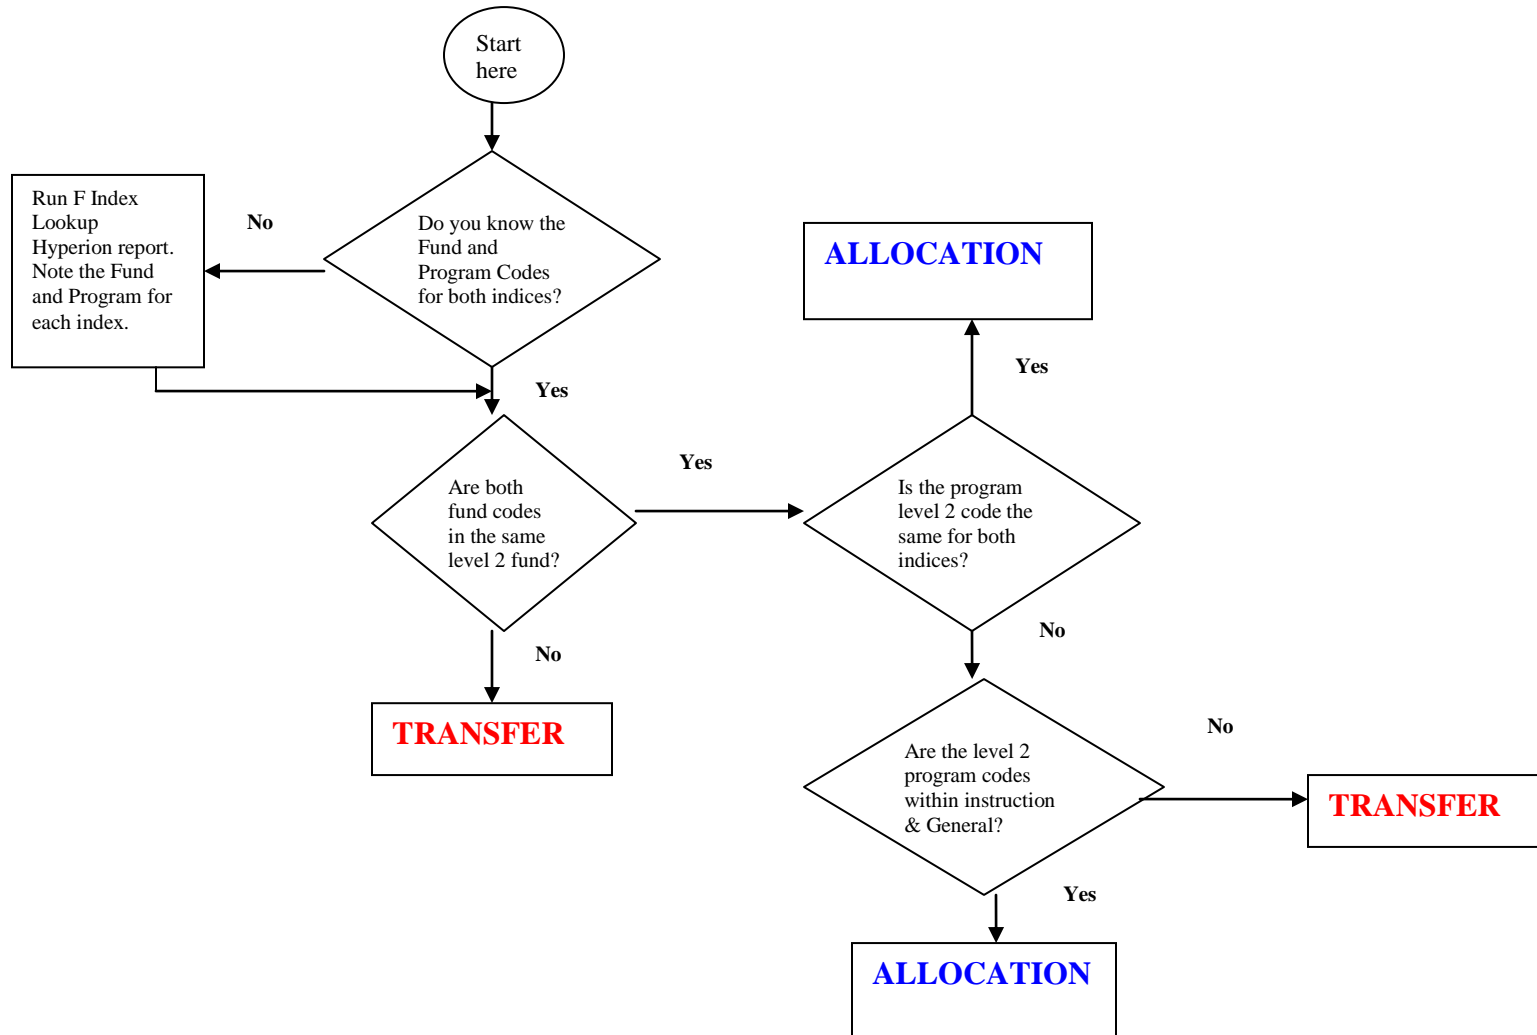 Start
here
Run F Index
Lookup
Hyperion report.
Note the Fund
and Program for
each index.
No
Do you know the
Fund and
Program Codes
for both indices?
ALLOCATION
Yes
Yes
Are both
fund codes
in the same
level 2 fund?
Yes
Is the program
level 2 code the
same for both
indices?
No
No
TRANSFER
Are the level 2
program codes
within instruction
& General?
No
TRANSFER
Yes
ALLOCATION